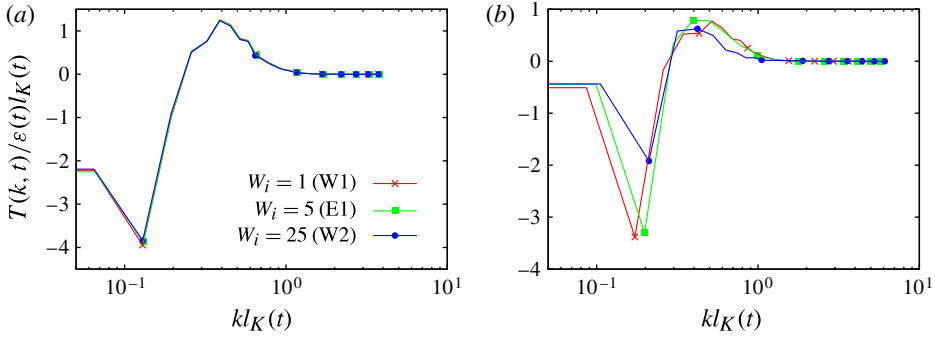 (a) (b)
T(k, t)/ε(t)l_K(t)
1
0
−1
−2
−3
−4
W_i = 1 (W1)
W_i = 5 (E1)
W_i = 25 (W2)
10^−1 10^0 10^1
kl_K(t)
1
0
−1
−2
−3
−4
10^−1 10^0 10^1
kl_K(t)